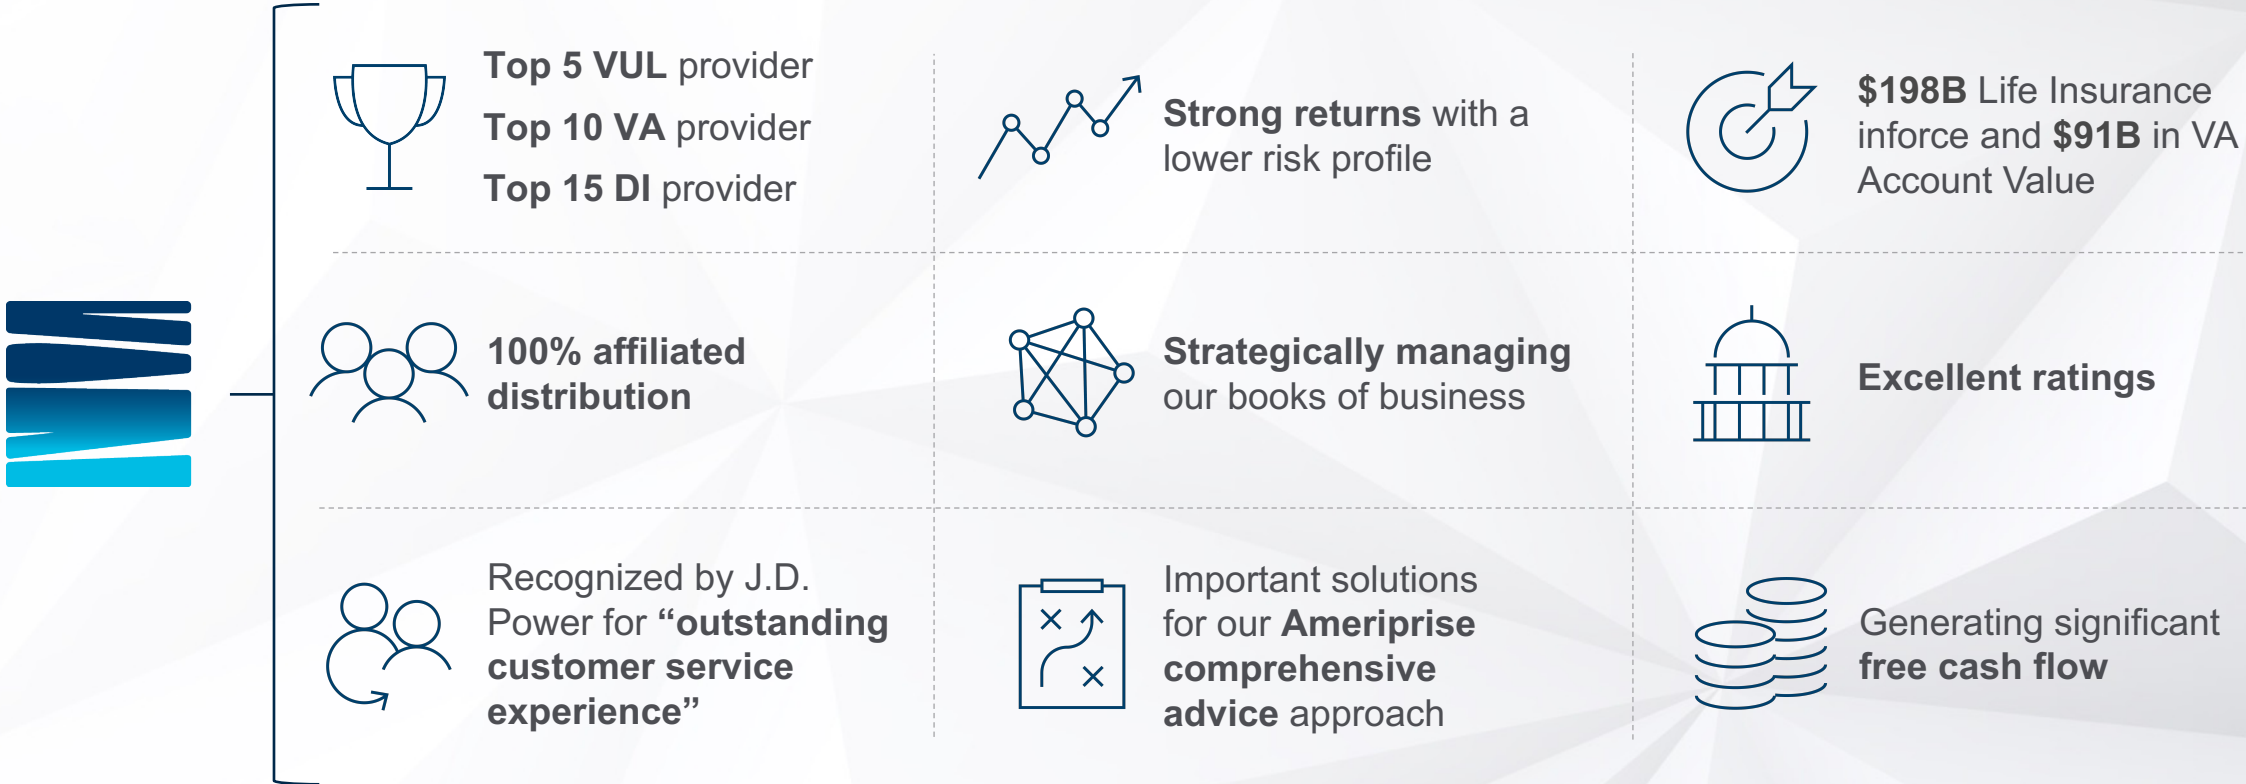 Top 5 VUL provider
Top 10 VA provider
Top 15 DI provider
Strong returns with a
lower risk profile
$198B Life Insurance
inforce and $91B in VA
Account Value
100% affiliated
distribution
Strategically managing
our books of business
Excellent ratings
Recognized by J.D.
Power for “outstanding
customer service
experience”
Important solutions
for our Ameriprise
comprehensive
advice approach
Generating significant
free cash flow